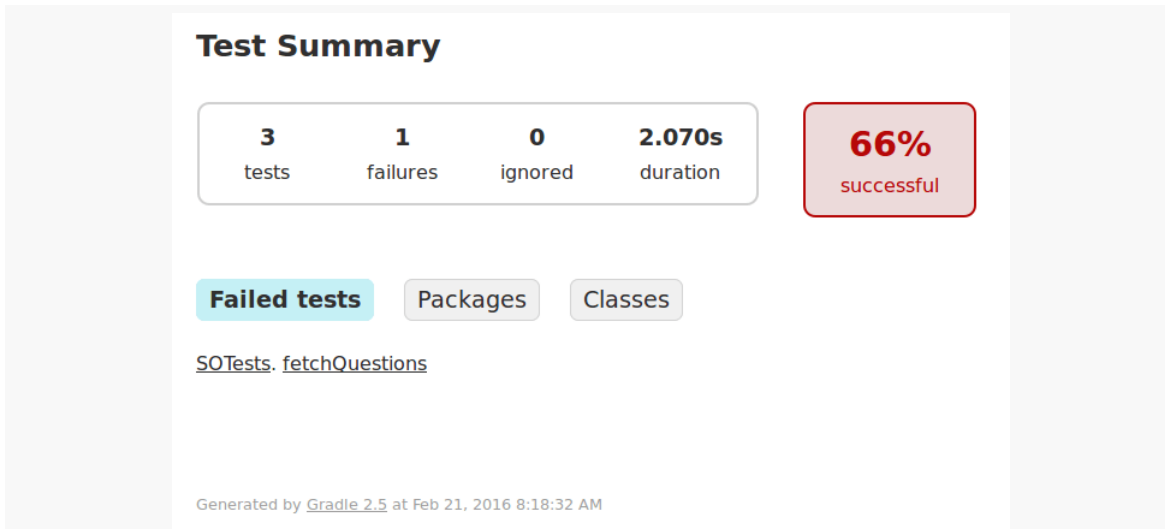 Test Summary
3 1 0 2.070s
tests failures ignored duration
66%
successful
Failed tests Packages Classes
SOTests. fetchQuestions
Generated by Gradle 2.5 at Feb 21, 2016 8:18:32 AM